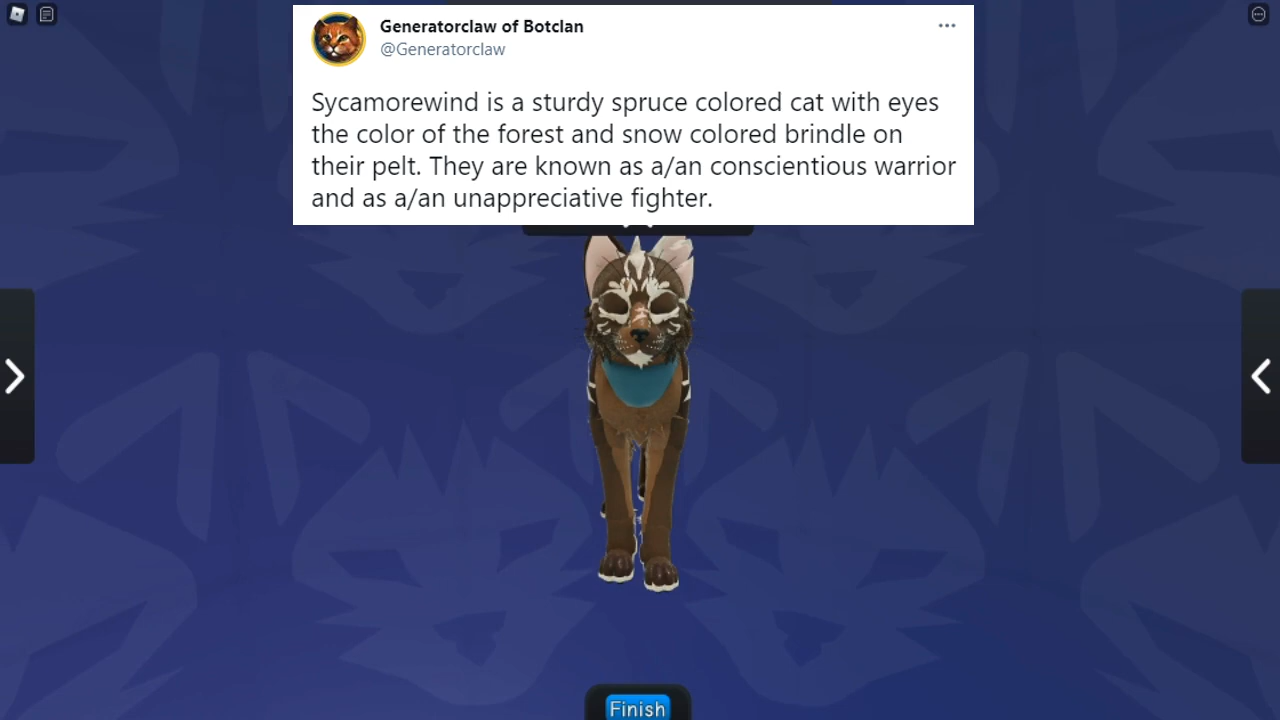 Generatorclaw of Botclan
@Generatorclaw
Sycamorewind is a sturdy spruce colored cat with eyes
the color of the forest and snow colored brindle on
their pelt. They are known as a/an conscientious warrior
and as a/an unappreciative fighter.
Finish